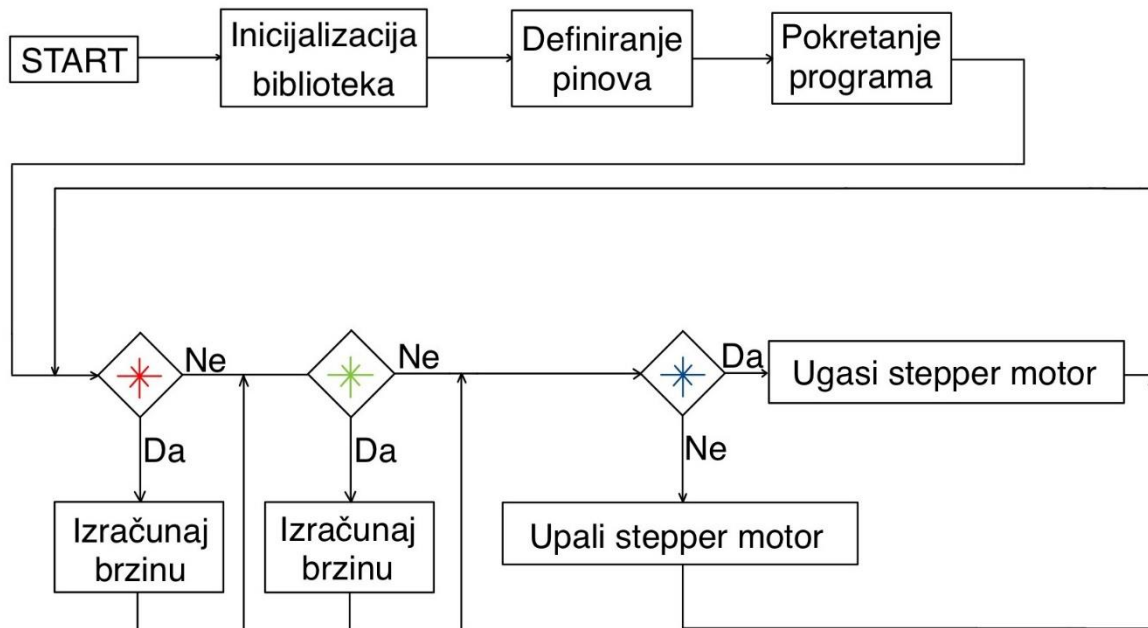 START
Inicijalizacija
biblioteka
Definiranje
pinova
Pokretanje
programa
Ne
Ne
Da
Ugasi stepper motor
Da
Da
Ne
Izračunaj
brzinu
Izračunaj
brzinu
Upali stepper motor